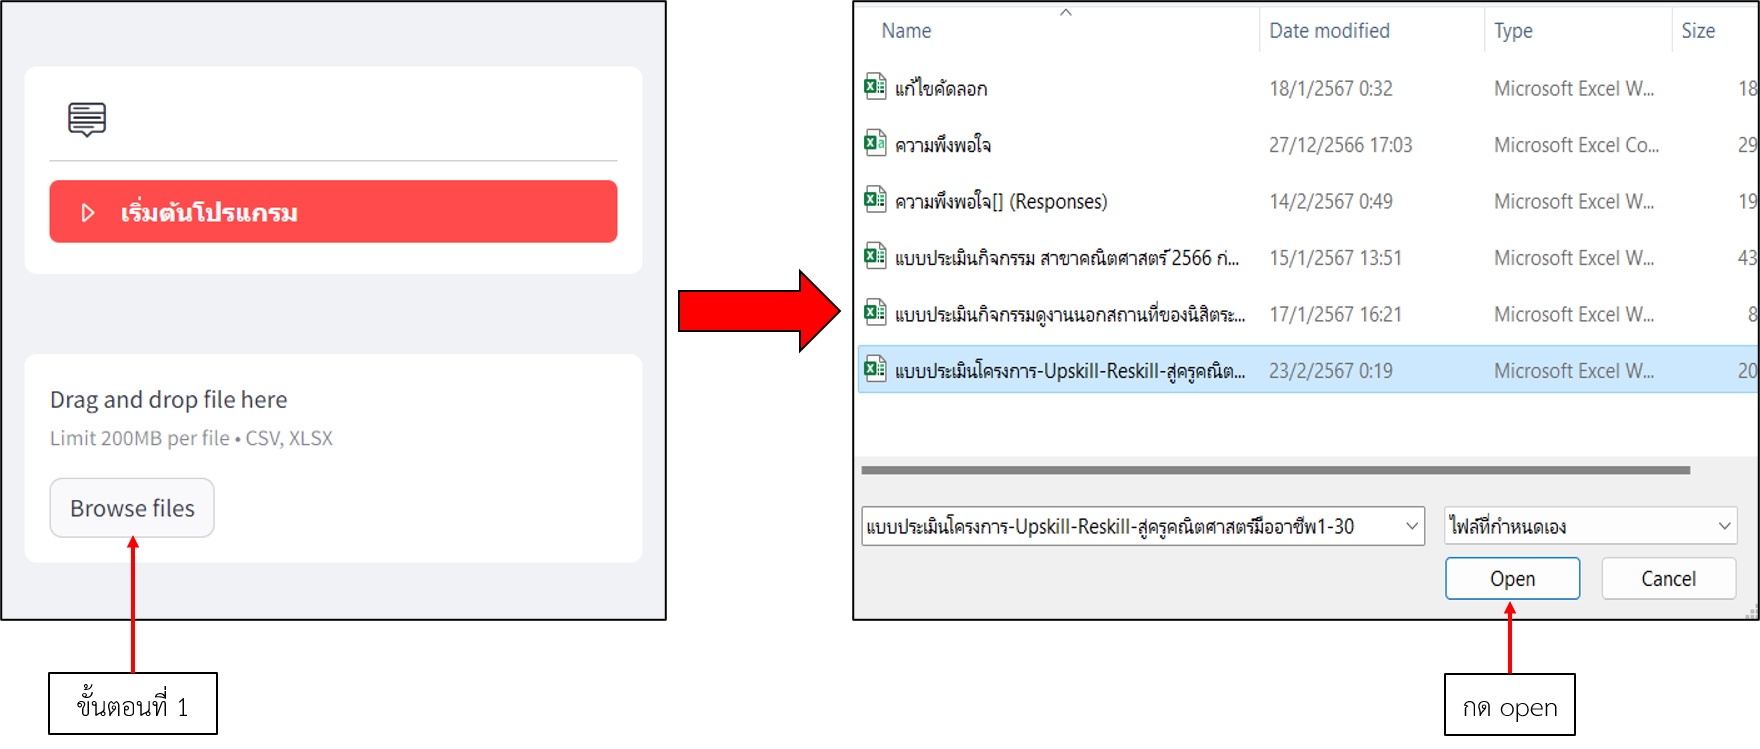 เริ่มต้นโปรแกรม
Drag and drop file here
Limit 200MB per file • CSV, XLSX
Browse files
ขั้นตอนที่ 1
Name Date modified Type Size
แก้ไขคัดลอก 18/1/2567 0:32 Microsoft Excel W... 18
ความพึงพอใจ 27/12/2566 17:03 Microsoft Excel Co... 29
ความพึงพอใจ[] (Responses) 14/2/2567 0:49 Microsoft Excel W... 19
แบบประเมินกิจกรรม สาขาคณิตศาสตร์ 2566 ก่... 15/1/2567 13:51 Microsoft Excel W... 43
แบบประเมินกิจกรรมดูงานนอกสถานที่ของนิสิตระ... 17/1/2567 16:21 Microsoft Excel W... 8
แบบประเมินโครงการ-Upskill-Reskill-สู่ครูคณิต... 23/2/2567 0:19 Microsoft Excel W... 20
แบบประเมินโครงการ-Upskill-Reskill-สู่ครูคณิตศาสตร์มืออาชีพ1-30 ไฟล์ที่กำหนดเอง
Open Cancel
กด open